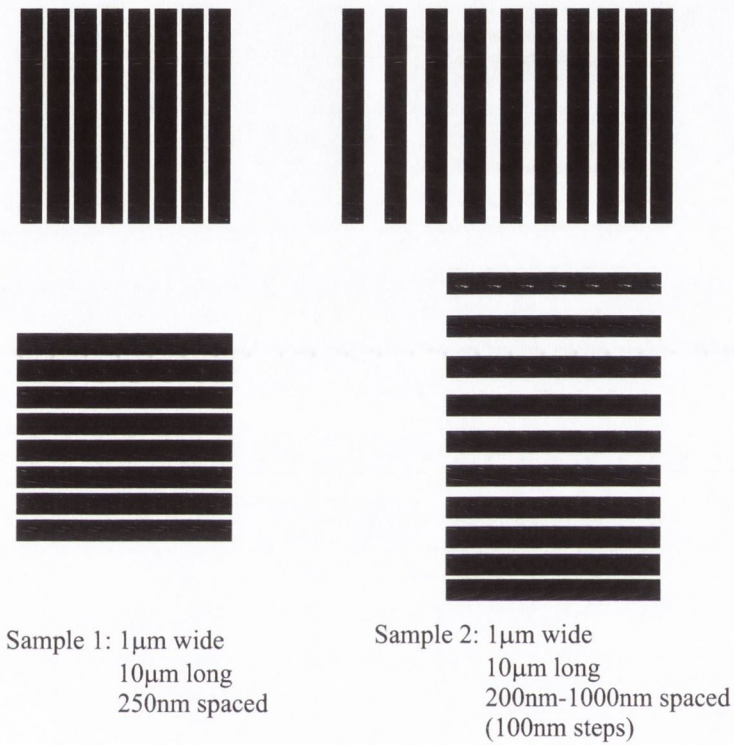 Sample 1: 1μm wide
10μm long
250nm spaced
Sample 2: 1μm wide
10μm long
200nm-1000nm spaced
(100nm steps)